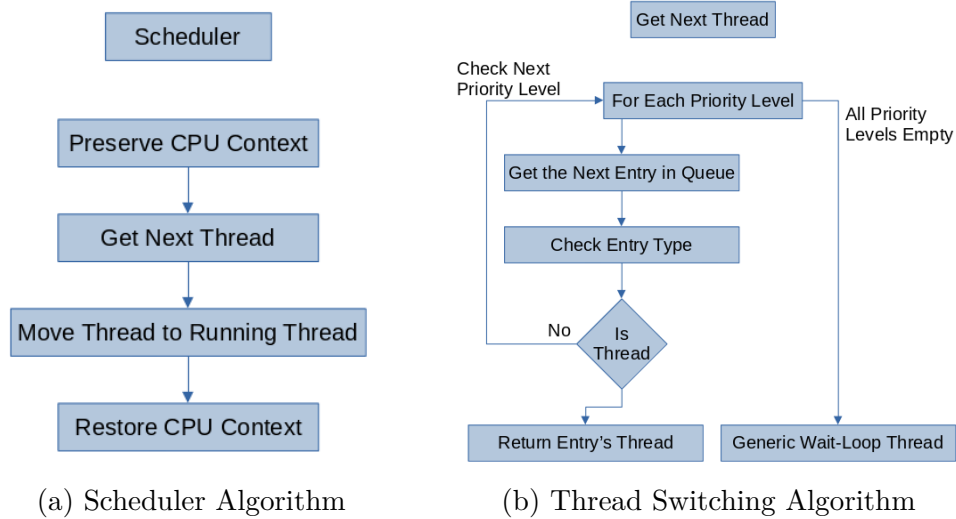 Scheduler
Preserve CPU Context
Get Next Thread
Move Thread to Running Thread
Restore CPU Context
(a) Scheduler Algorithm
Get Next Thread
Check Next
Priority Level
For Each Priority Level
All Priority
Levels Empty
Get the Next Entry in Queue
Check Entry Type
No
Is
Thread
Return Entry's Thread
Generic Wait-Loop Thread
(b) Thread Switching Algorithm